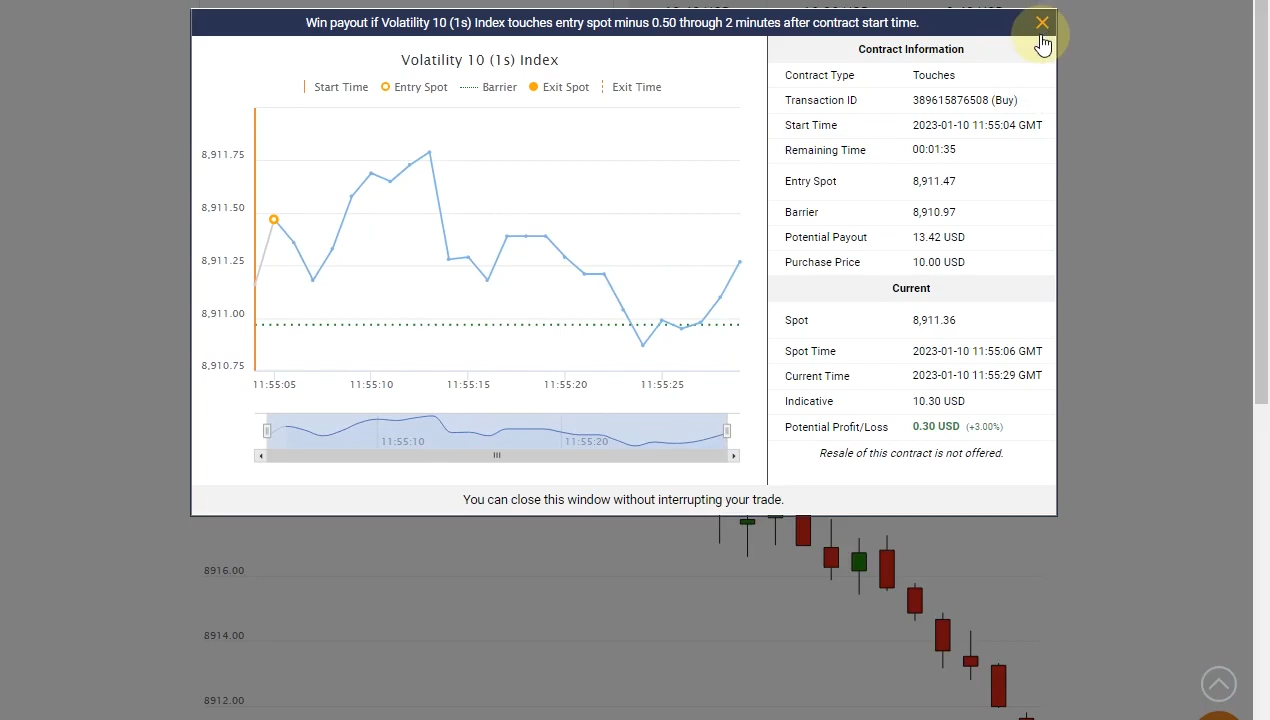 Win payout if Volatility 10 (1s) Index touches entry spot minus 0.50 through 2 minutes after contract start time.
Volatility 10 (1s) Index
Start Time Entry Spot Barrier Exit Spot Exit Time
8,911.75
8,911.50
8,911.25
8,911.00
8,910.75
11:55:05 11:55:10 11:55:15 11:55:20 11:55:25
11:55:10 11:55:20
Contract Information
Contract Type Touches
Transaction ID 389615876508 (Buy)
Start Time 2023-01-10 11:55:04 GMT
Remaining Time 00:01:35
Entry Spot 8,911.47
Barrier 8,910.97
Potential Payout 13.42 USD
Purchase Price 10.00 USD
Current
Spot 8,911.36
Spot Time 2023-01-10 11:55:06 GMT
Current Time 2023-01-10 11:55:29 GMT
Indicative 10.30 USD
Potential Profit/Loss 0.30 USD (+3.00%)
Resale of this contract is not offered.
You can close this window without interrupting your trade.
8916.00
8914.00
8912.00